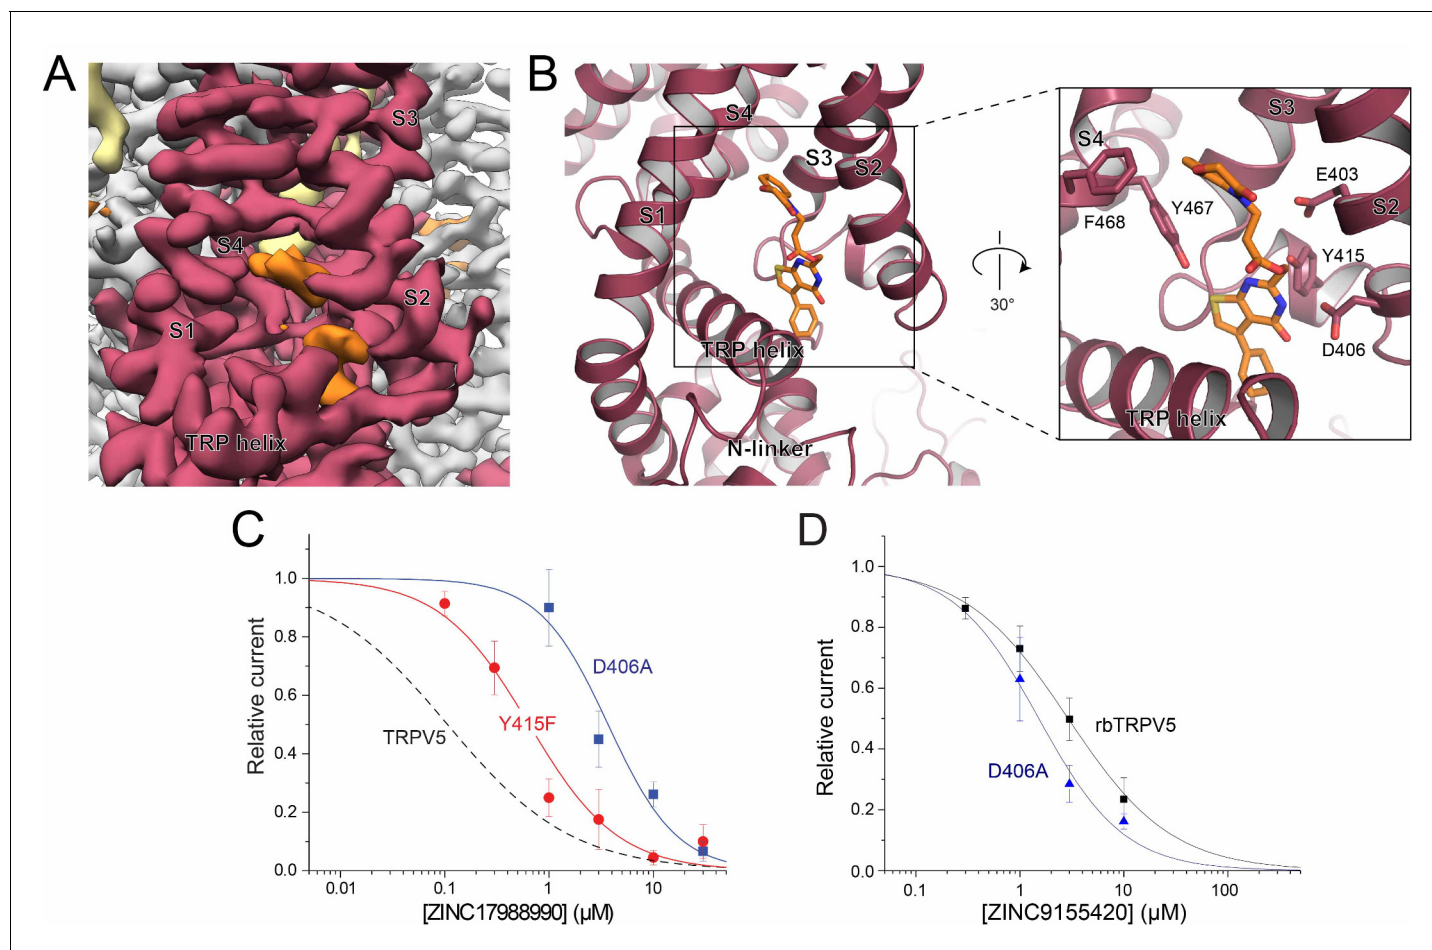 A
S3
S4
S2
S1
TRP helix
B
S4
S3
S2
S1
TRP helix
N-linker
30°
S3
S4
E403
F468
Y467
S2
Y415
D406
TRP helix
C
Relative current
1.0
0.8
0.6
0.4
0.2
0.0
D406A
Y415F
TRPV5
0.01
0.1
1
10
[ZINC17988990] (µM)
D
Relative current
1.0
0.8
0.6
0.4
0.2
0.0
rbTRPV5
D406A
0.1
1
10
100
[ZINC9155420] (µM)